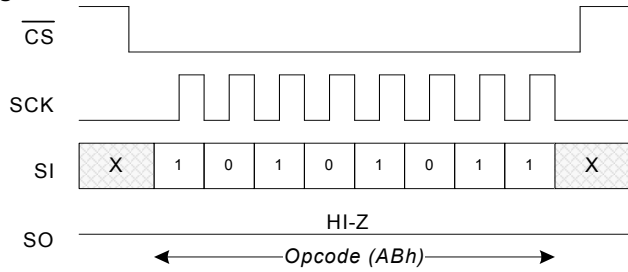 CS
SCK
SI X 1 0 1 0 1 0 1 1 X
HI-Z
SO
Opcode (ABh)